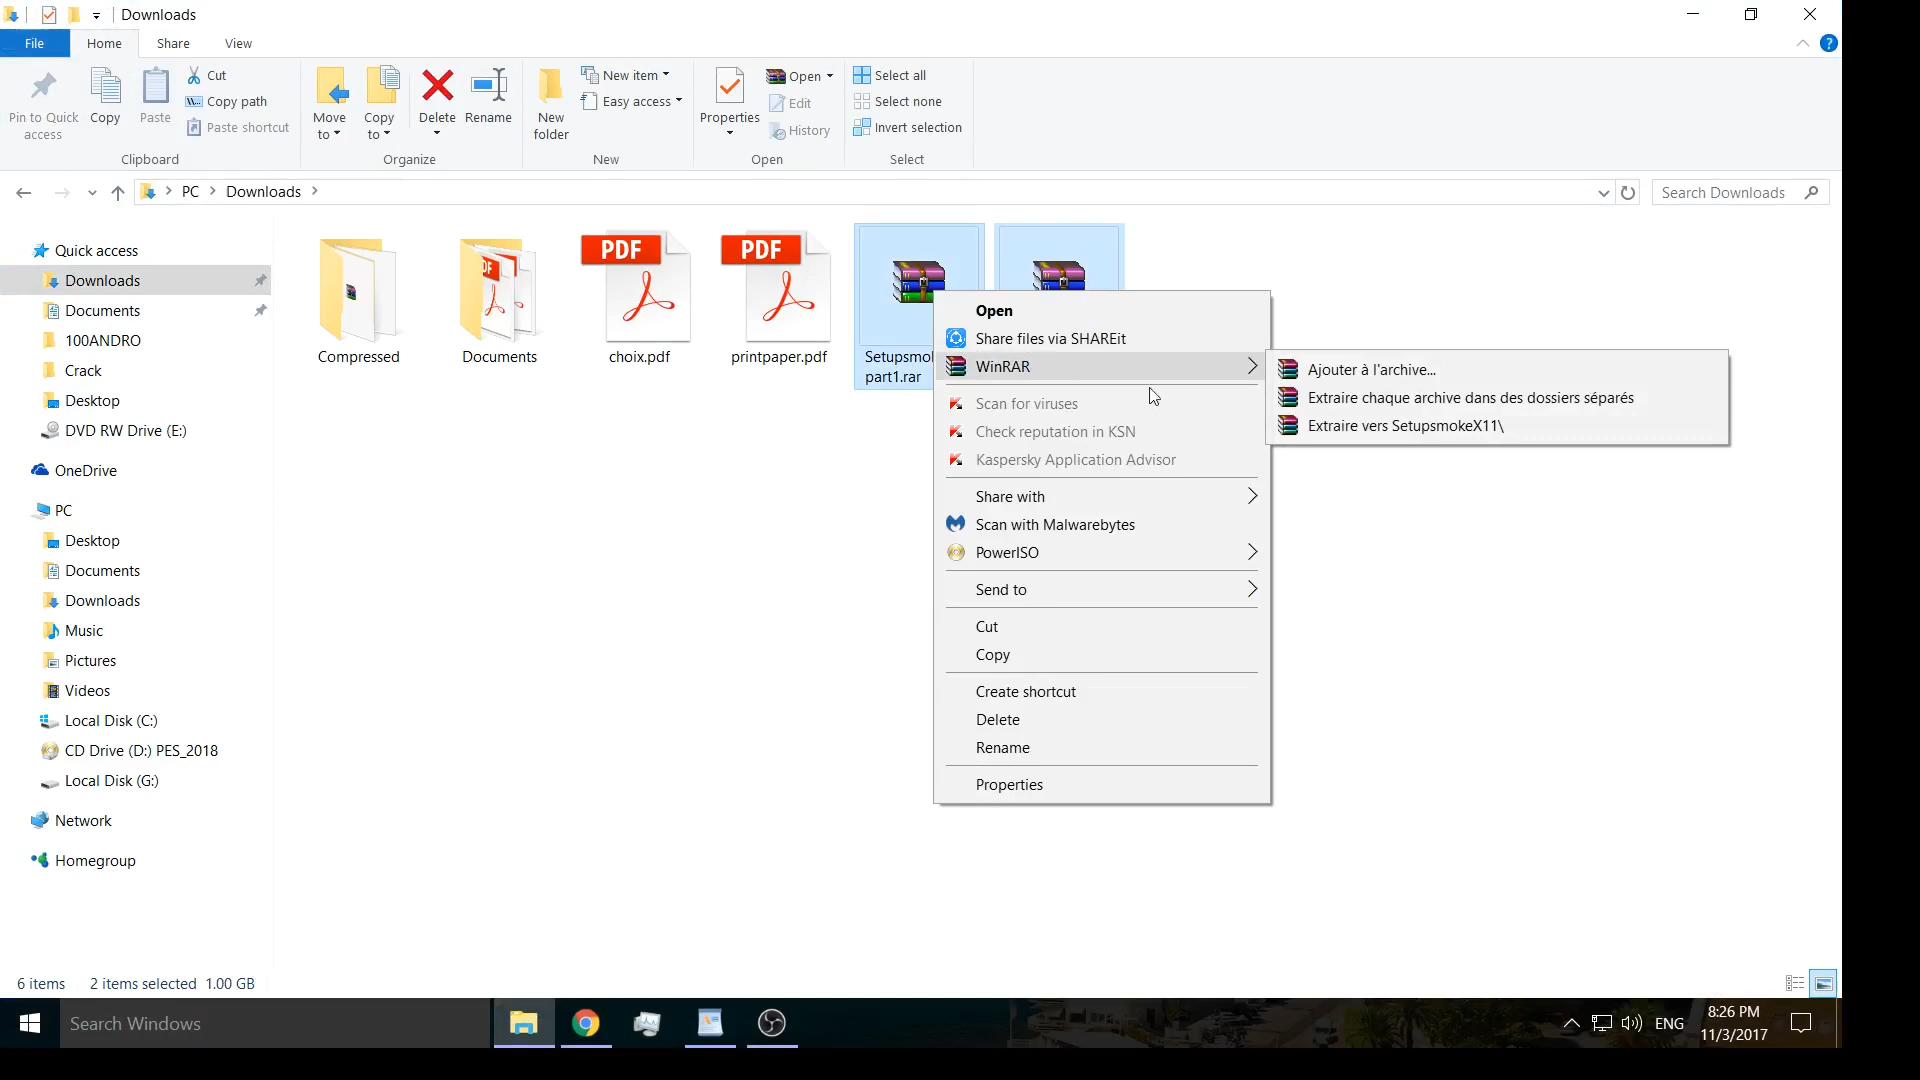 Downloads
File
Home
Share
View
Pin to Quick
access
Copy
Paste
Cut
Copy path
Paste shortcut
Clipboard
Move
to
Copy
to
Delete
Rename
Organize
New
folder
New item
Easy access
New
Properties
Open
Edit
History
Open
Select all
Select none
Invert selection
Select
PC
Downloads
Search Downloads
Quick access
Downloads
Documents
100ANDRO
Crack
Desktop
DVD RW Drive (E:)
OneDrive
PC
Desktop
Documents
Downloads
Music
Pictures
Videos
Local Disk (C:)
CD Drive (D:) PES_2018
Local Disk (G:)
Network
Homegroup
Compressed
Documents
PDF
choix.pdf
PDF
printpaper.pdf
part1.rar
Open
Share files via SHAREit
WinRAR
Scan for viruses
Check reputation in KSN
Kaspersky Application Advisor
Share with
Scan with Malwarebytes
PowerISO
Send to
Cut
Copy
Create shortcut
Delete
Rename
Properties
Ajouter à l'archive...
Extraire chaque archive dans des dossiers séparés
Extraire vers SetupsmokeX11\
6 items
2 items selected 1.00 GB
Search Windows
ENG
8:26 PM
11/3/2017